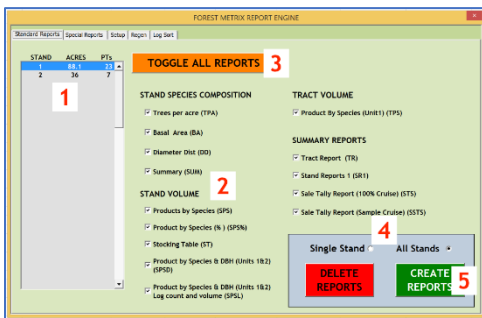 FOREST METRIX REPORT ENGINE
Standard Reports Special Reports Setup Regen Log Sort
STAND ACRES PTs
1 88.1 23
2 36 7
1
TOGGLE ALL REPORTS 3
STAND SPECIES COMPOSITION
Trees per acre (TPA)
Basal Area (BA)
Diameter Dist (DD)
Summary (SUM)
STAND VOLUME 2
Products by Species (SPS)
Product by Species (% ) (SPS%)
Stocking Table (ST)
Product by Species & DBH (Units 1&2)
(SPSD)
Product by Species & DBH (Units 1&2)
Log count and volume (SPSL)
TRACT VOLUME
Product By Species (Unit1) (TPS)
SUMMARY REPORTS
Tract Report (TR)
Stand Reports 1 (SR1)
Sale Tally Report (100% Cruise) (STS)
Sale Tally Report (Sample Cruise) (SSTS)
4
Single Stand All Stands
DELETE
REPORTS
CREATE
REPORTS 5